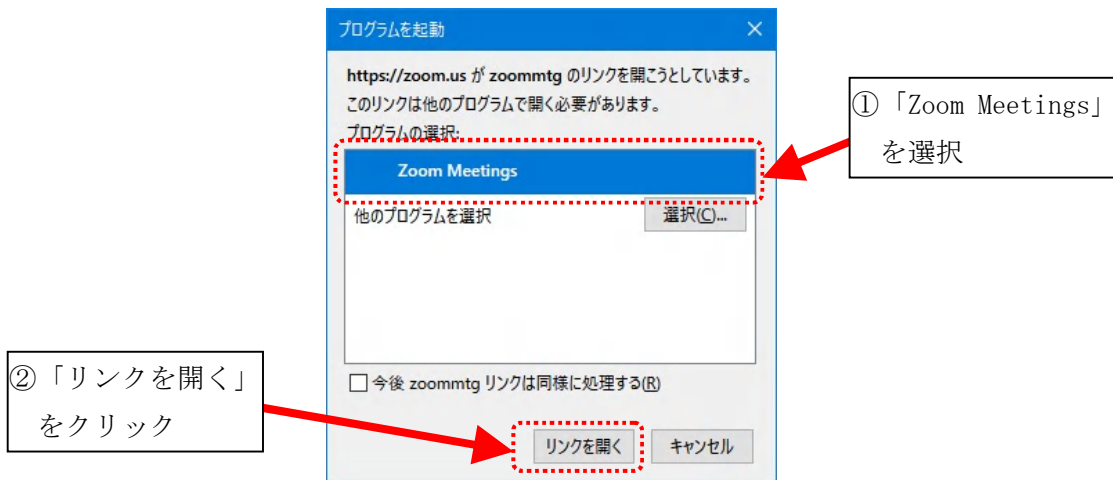 プログラムを起動
https://zoom.us が zoommtg のリンクを開こうとしています。
このリンクは他のプログラムで開く必要があります。
プログラムの選択:
Zoom Meetings
他のプログラムを選択
選択(C)...
①「Zoom Meetings」
を選択
今後 zoommtg リンクは同様に処理する(R)
②「リンクを開く」
をクリック
リンクを開く
キャンセル